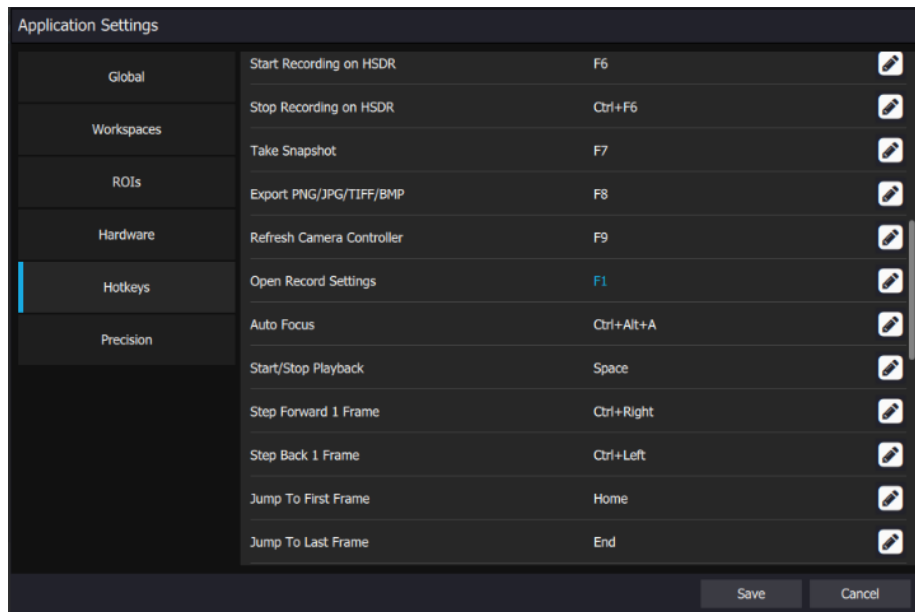 Application Settings
Global
Workspaces
ROIs
Hardware
Hotkeys
Precision
Start Recording on HSDR F6
Stop Recording on HSDR Ctrl+F6
Take Snapshot F7
Export PNG/JPG/TIFF/BMP F8
Refresh Camera Controller F9
Open Record Settings F1
Auto Focus Ctrl+Alt+A
Start/Stop Playback Space
Step Forward 1 Frame Ctrl+Right
Step Back 1 Frame Ctrl+Left
Jump To First Frame Home
Jump To Last Frame End
Save Cancel